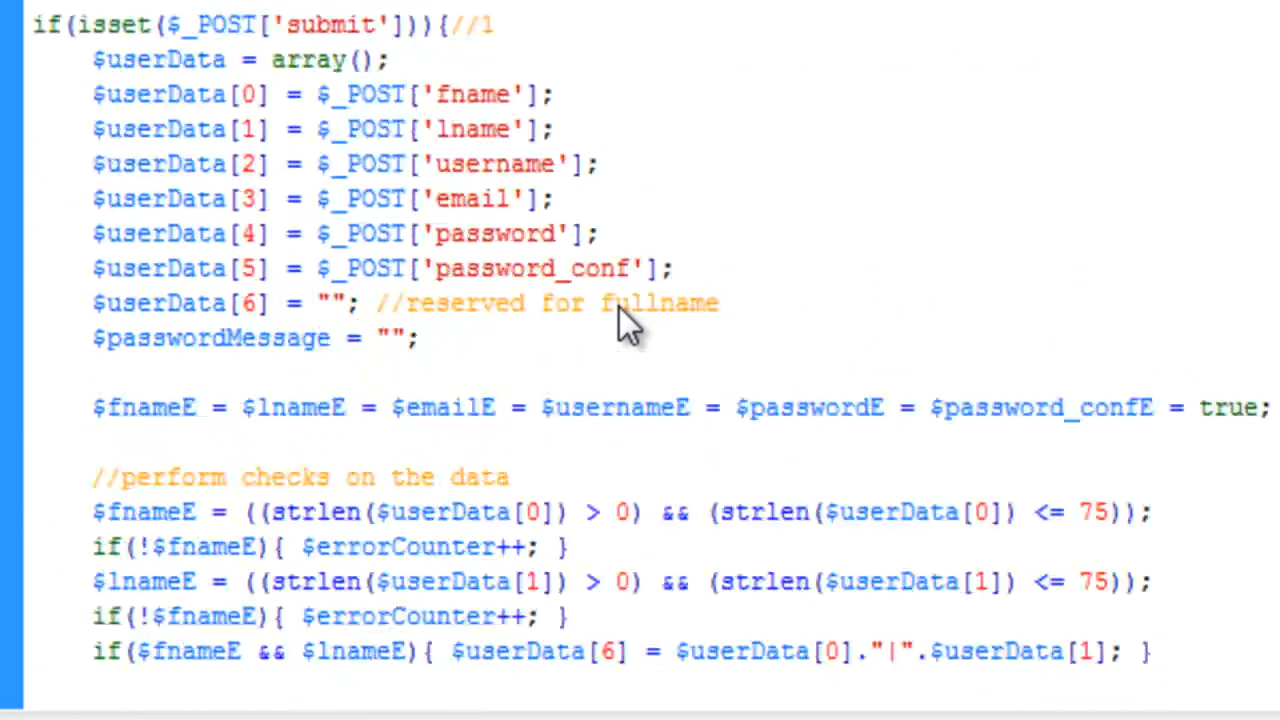 if(isset($_POST['submit'])){//1
$userData = array();
$userData[0] = $_POST['fname'];
$userData[1] = $_POST['lname'];
$userData[2] = $_POST['username'];
$userData[3] = $_POST['email'];
$userData[4] = $_POST['password'];
$userData[5] = $_POST['password_conf'];
$userData[6] = ""; //reserved for fullname
$passwordMessage = "";
$fnameE = $lnameE = $emailE = $usernameE = $passwordE = $password_confE = true;
//perform checks on the data
$fnameE = ((strlen($userData[0]) > 0) && (strlen($userData[0]) <= 75));
if(!$fnameE){ $errorCounter++; }
$lnameE = ((strlen($userData[1]) > 0) && (strlen($userData[1]) <= 75));
if(!$fnameE){ $errorCounter++; }
if($fnameE && $lnameE){ $userData[6] = $userData[0]."|".$userData[1]; }